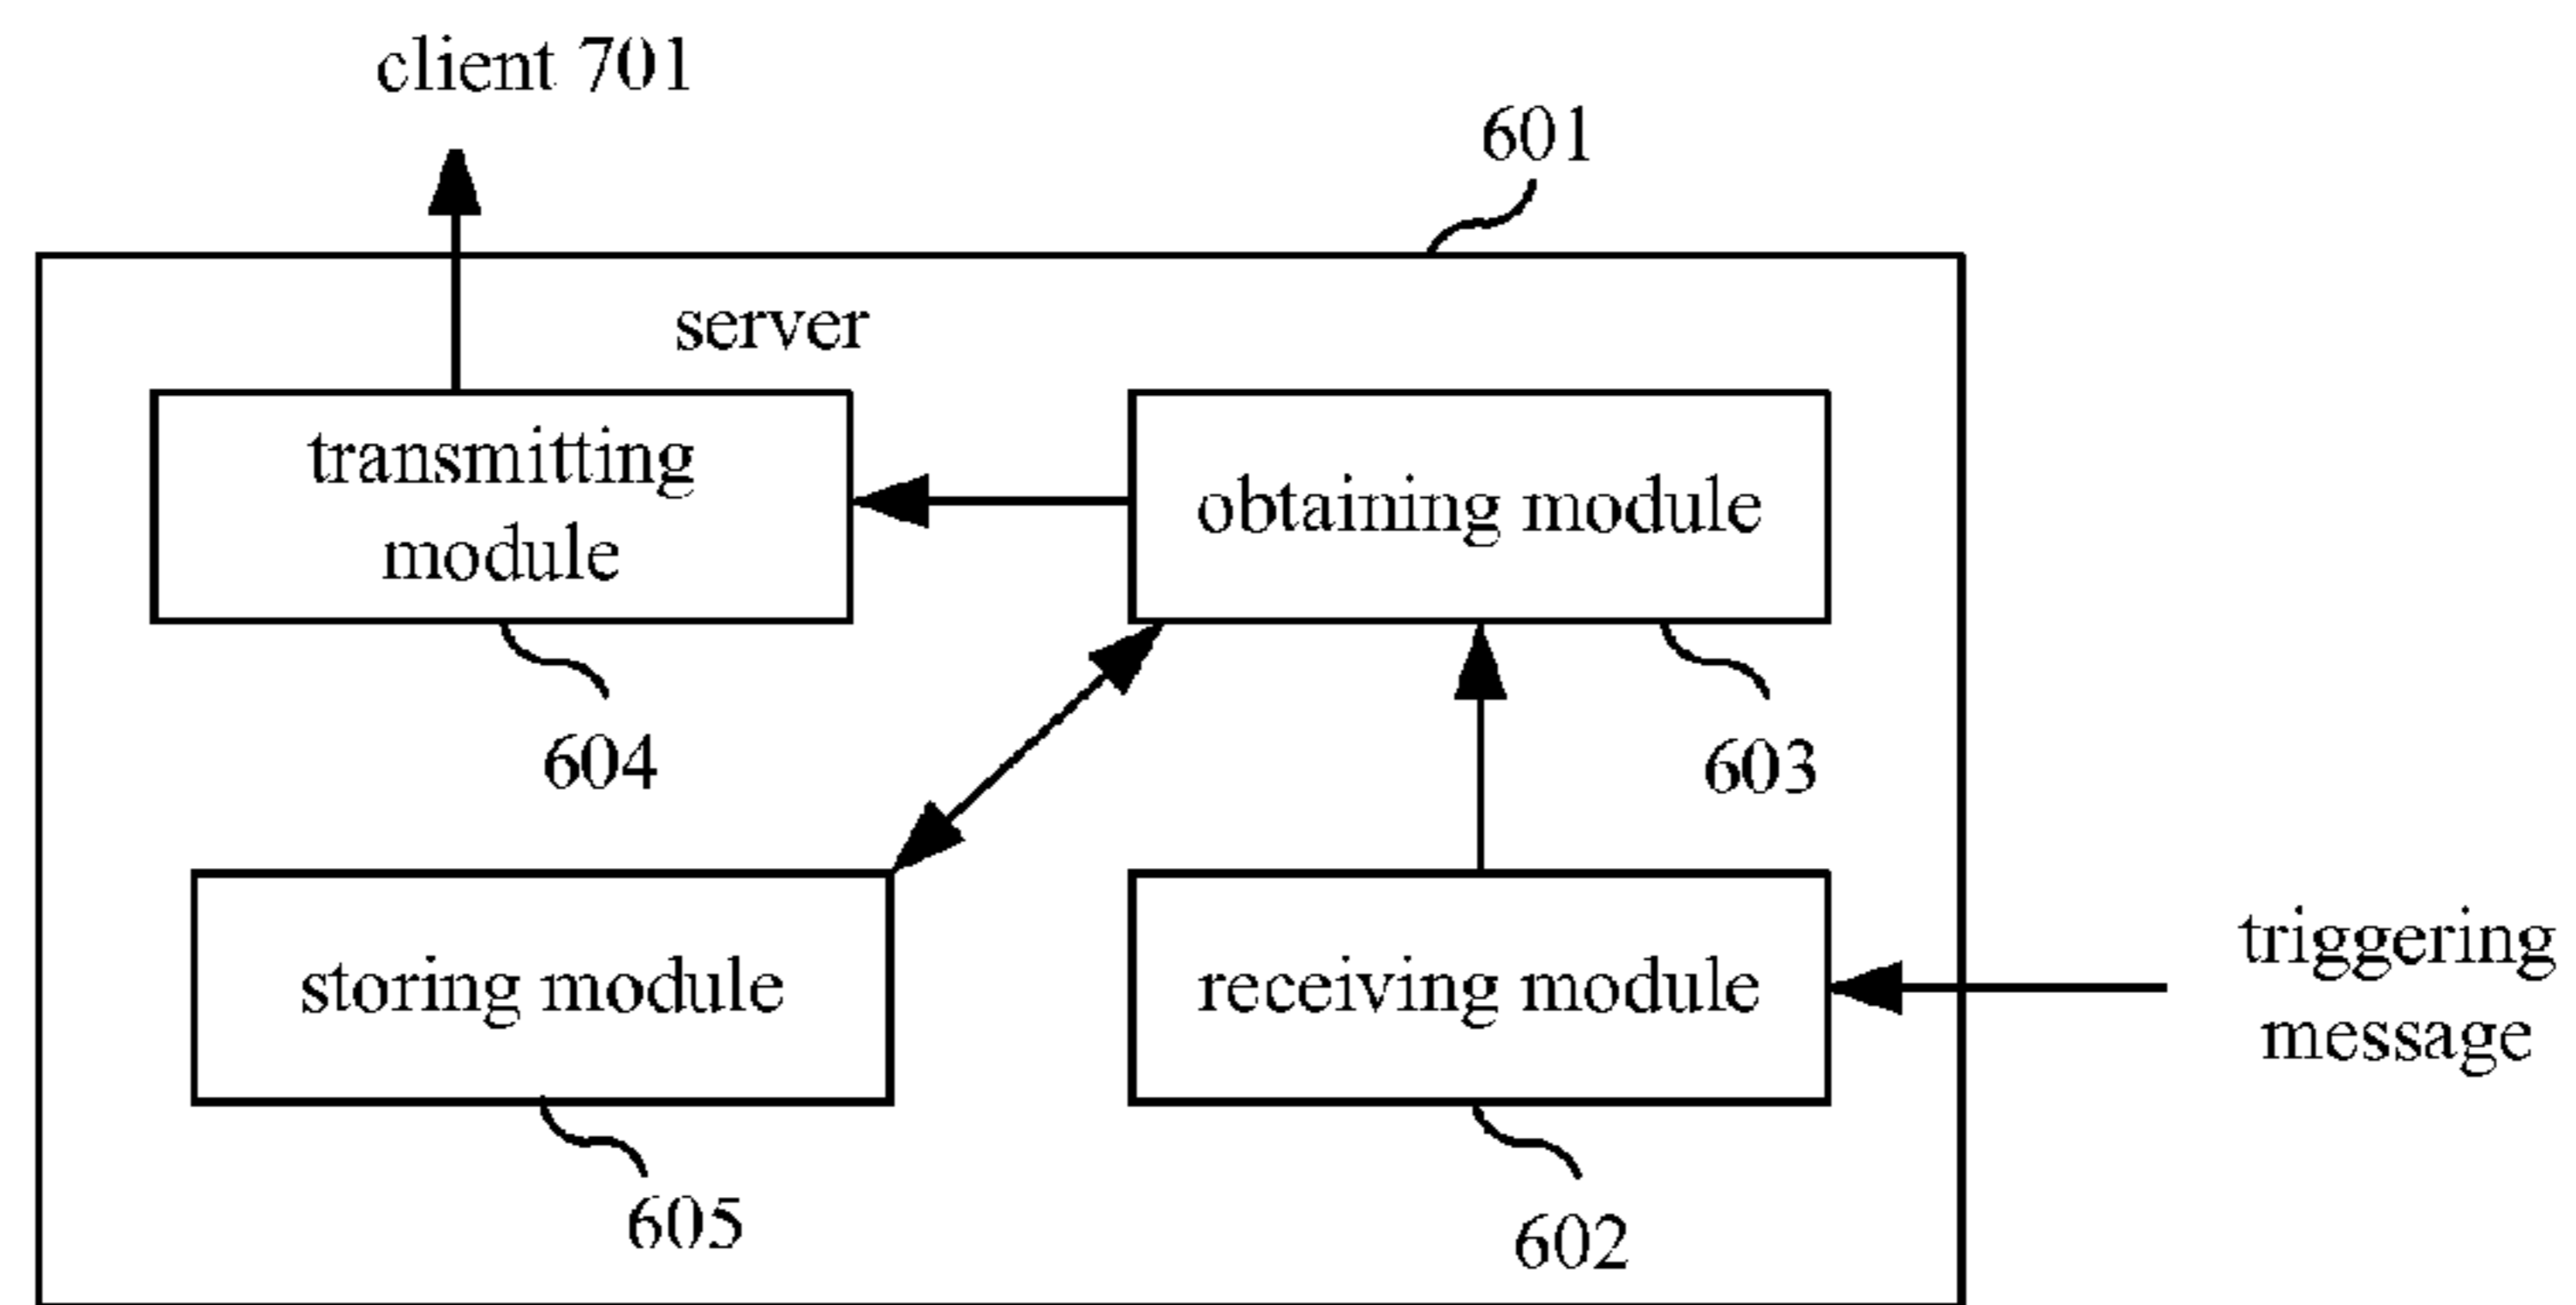 client 701
601
server
transmitting
module
obtaining module
604
603
storing module
receiving module
triggering
message
605
602